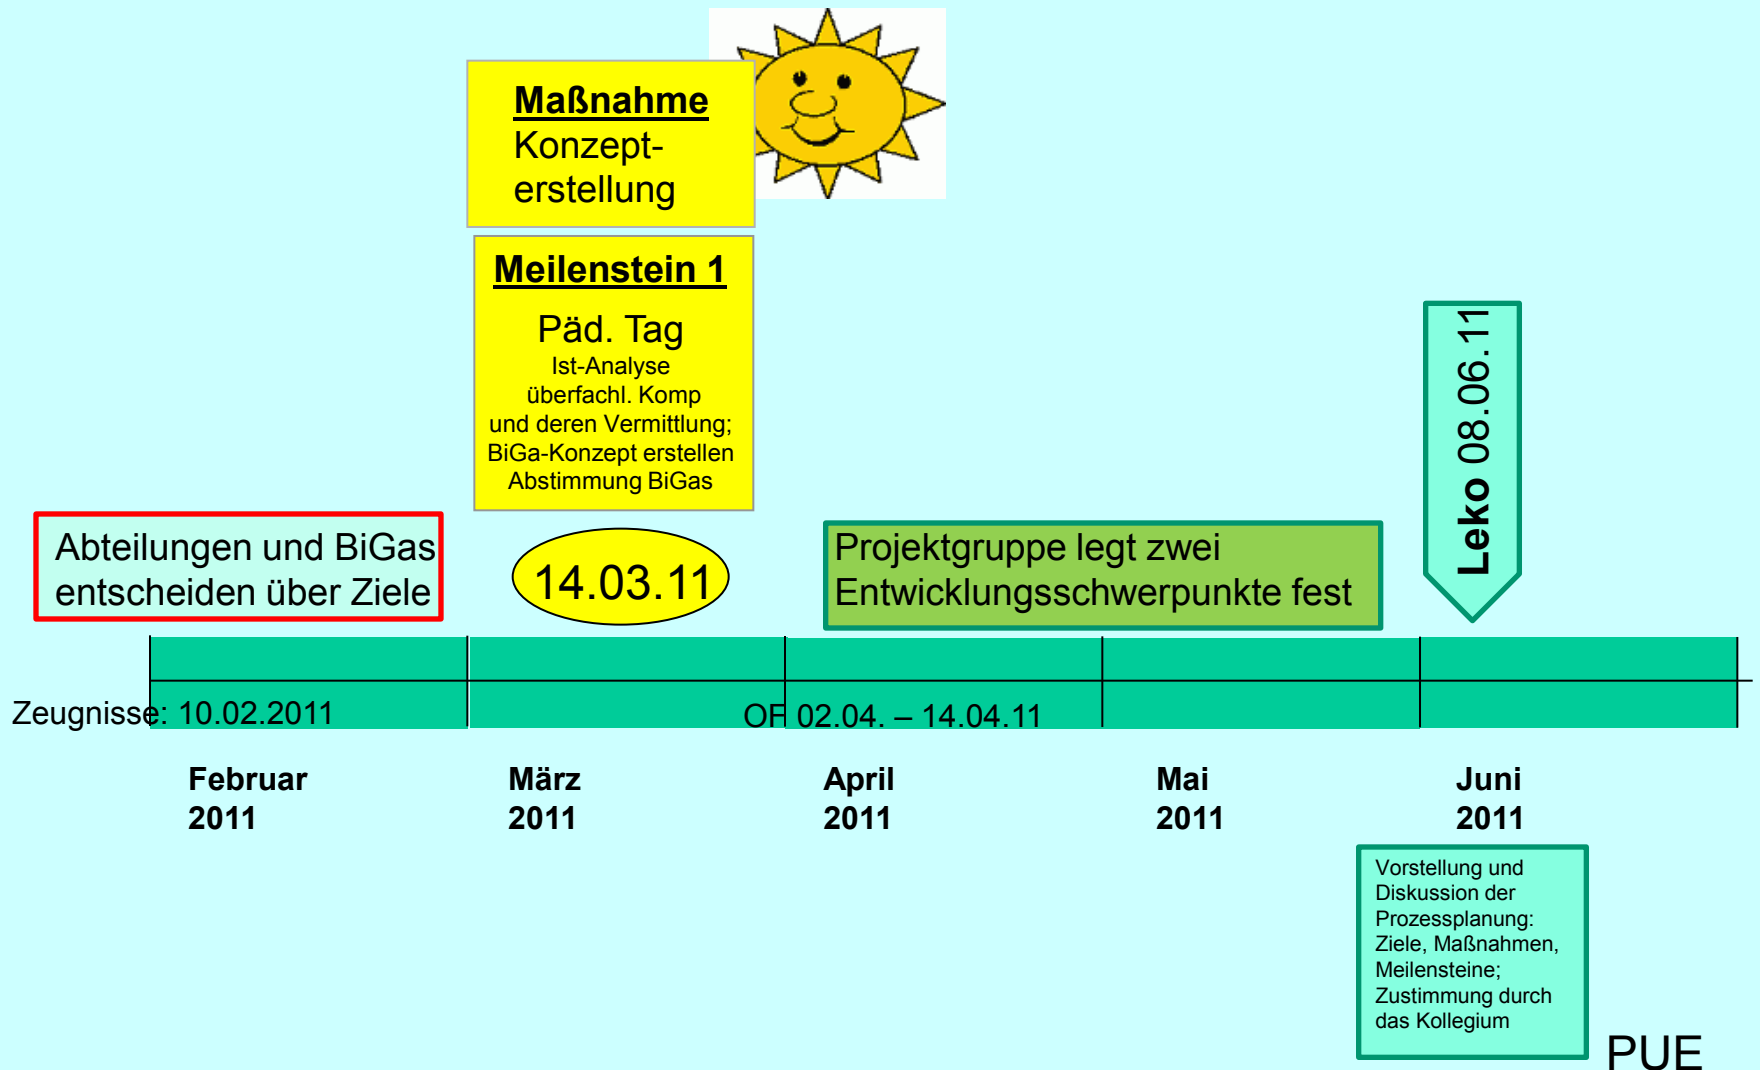 Maßnahme
Konzept-
erstellung
Meilenstein 1
Päd. Tag
Ist-Analyse
überfachl. Komp
und deren Vermittlung;
BiGa-Konzept erstellen
Abstimmung BiGas
Leko 08.06.11
Abteilungen und BiGas
entscheiden über Ziele
14.03.11
Projektgruppe legt zwei
Entwicklungsschwerpunkte fest
Zeugnisse: 10.02.2011
OF 02.04. – 14.04.11
Februar
2011
März
2011
April
2011
Mai
2011
Juni
2011
Vorstellung und
Diskussion der
Prozessplanung:
Ziele, Maßnahmen,
Meilensteine;
Zustimmung durch
das Kollegium
PUE